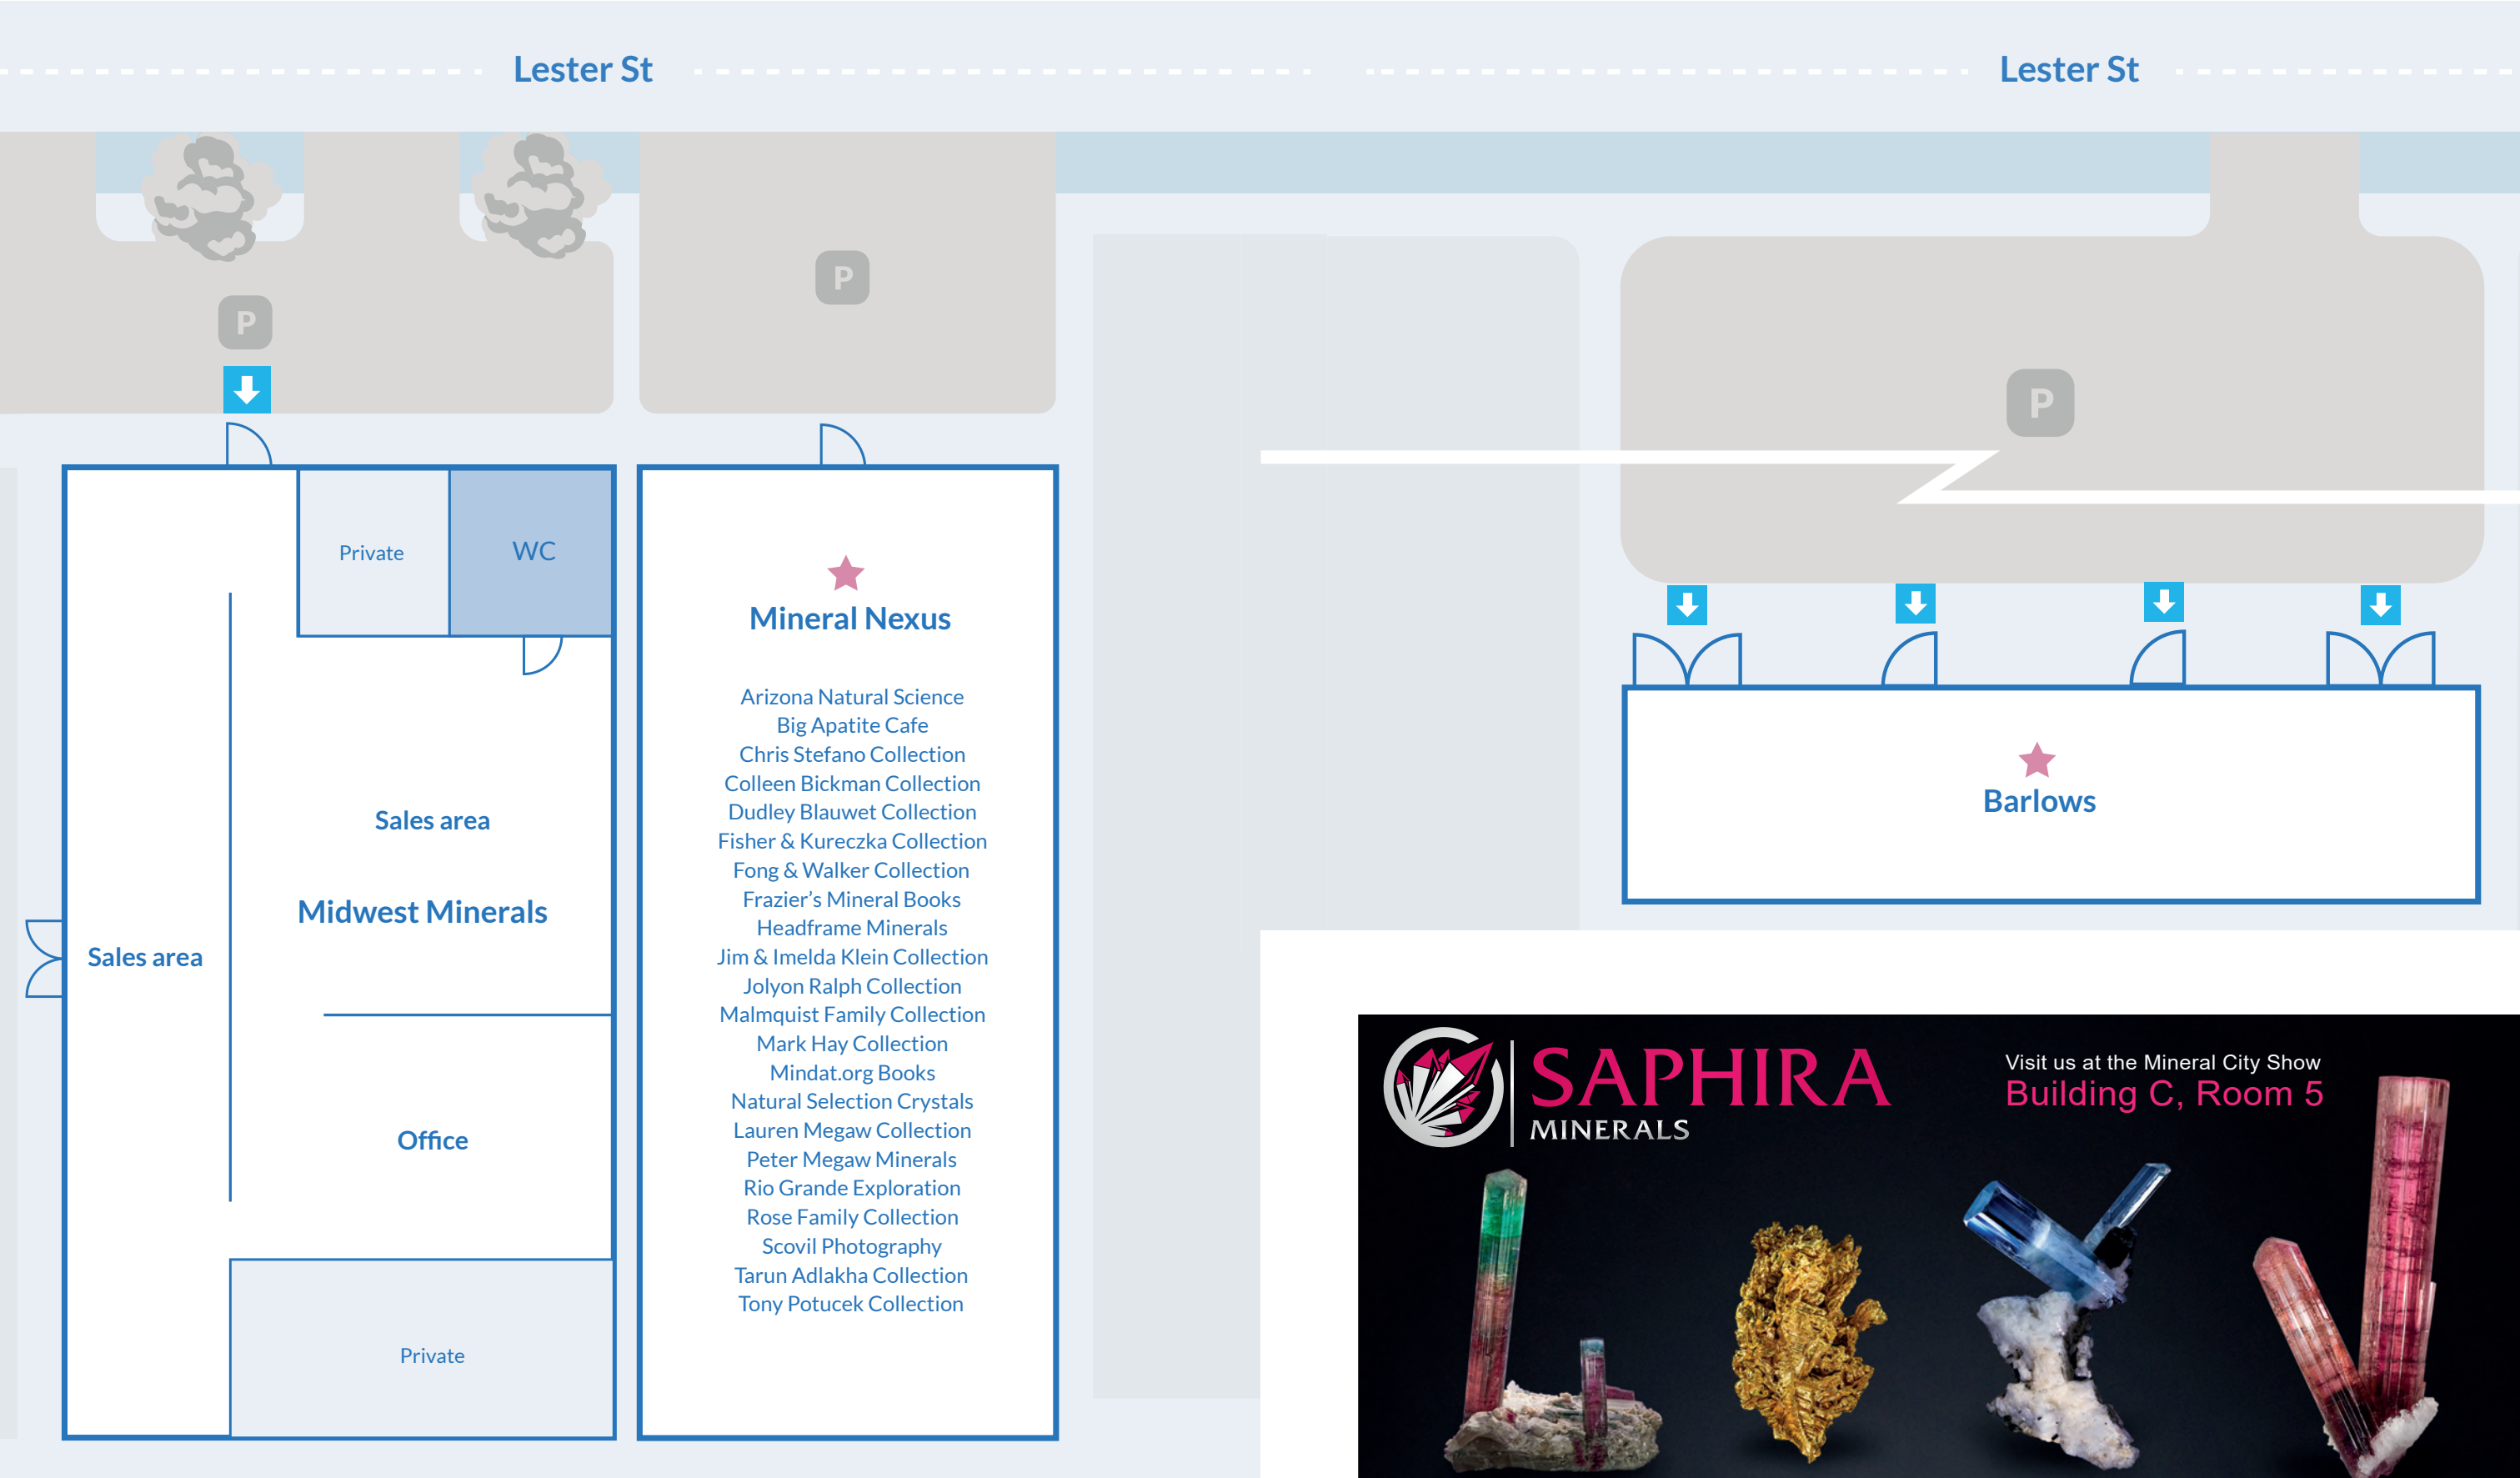 Lester St
Lester St
P
P
P
Private
WC
Mineral Nexus
Arizona Natural Science
Big Apatite Cafe
Chris Stefano Collection
Colleen Bickman Collection
Dudley Blauwet Collection
Fisher & Kureczka Collection
Fong & Walker Collection
Frazier’s Mineral Books
Headframe Minerals
Jim & Imelda Klein Collection
Jolyon Ralph Collection
Malmquist Family Collection
Mark Hay Collection
Mindat.org Books
Natural Selection Crystals
Lauren Megaw Collection
Peter Megaw Minerals
Rio Grande Exploration
Rose Family Collection
Scovil Photography
Tarun Adlakha Collection
Tony Potucek Collection
Sales area
Midwest Minerals
Sales area
Office
Private
Barlows
SAPHIRA
MINERALS
Visit us at the Mineral City Show
Building C, Room 5